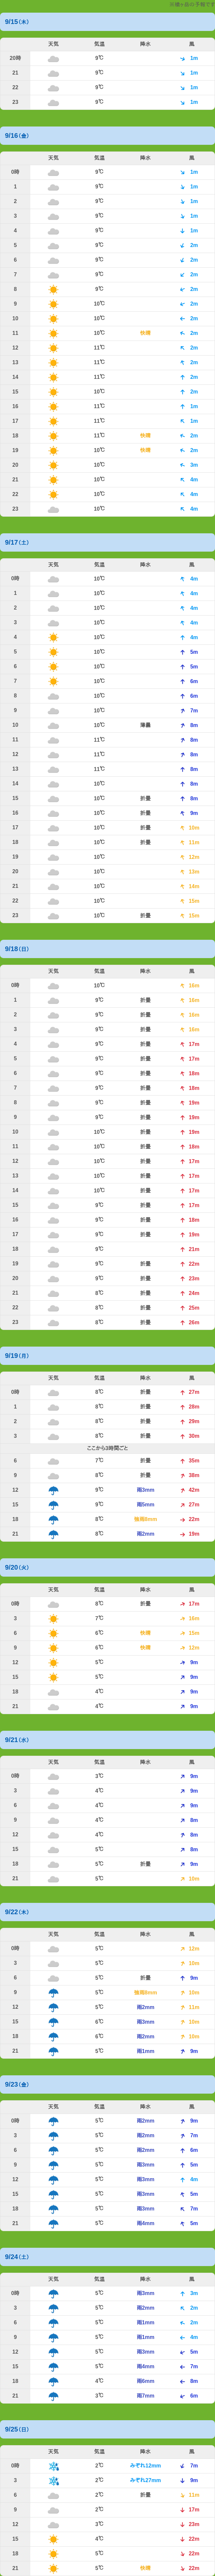 9/15(木)
天気 気温 降水 風
20時 9℃ 1m
21 9℃ 1m
22 9℃ 1m
23 9℃ 1m
9/16(金)
天気 気温 降水 風
0時 9℃ 1m
1 9℃ 1m
2 9℃ 1m
3 9℃ 1m
4 9℃ 1m
5 9℃ 2m
6 9℃ 2m
7 9℃ 2m
8 9℃ 2m
9 10℃ 2m
10 10℃ 2m
11 10℃ 快晴 2m
12 11℃ 2m
13 11℃ 2m
14 11℃ 2m
15 10℃ 2m
16 11℃ 1m
17 11℃ 1m
18 11℃ 快晴 2m
19 10℃ 快晴 2m
20 10℃ 3m
21 10℃ 4m
22 10℃ 4m
23 10℃ 4m
9/17(土)
天気 気温 降水 風
0時 10℃ 4m
1 10℃ 4m
2 10℃ 4m
3 10℃ 4m
4 10℃ 4m
5 10℃ 5m
6 10℃ 5m
7 10℃ 6m
8 10℃ 6m
9 10℃ 7m
10 10℃ 薄曇 8m
11 11℃ 8m
12 11℃ 8m
13 11℃ 8m
14 10℃ 8m
15 10℃ 折曇 8m
16 10℃ 折曇 9m
17 10℃ 折曇 10m
18 10℃ 折曇 11m
19 10℃ 12m
20 10℃ 13m
21 10℃ 14m
22 10℃ 15m
23 10℃ 折曇 15m
9/18(日)
天気 気温 降水 風
0時 10℃ 16m
1 9℃ 折曇 16m
2 9℃ 折曇 16m
3 9℃ 折曇 16m
4 9℃ 折曇 17m
5 9℃ 折曇 17m
6 9℃ 折曇 18m
7 9℃ 折曇 18m
8 9℃ 折曇 19m
9 9℃ 折曇 19m
10 10℃ 折曇 19m
11 10℃ 折曇 18m
12 10℃ 折曇 17m
13 10℃ 折曇 17m
14 10℃ 折曇 17m
15 9℃ 折曇 17m
16 9℃ 折曇 18m
17 9℃ 折曇 19m
18 9℃ 21m
19 9℃ 折曇 22m
20 9℃ 折曇 23m
21 8℃ 折曇 24m
22 8℃ 折曇 25m
23 8℃ 折曇 26m
9/19(月)
天気 気温 降水 風
0時 8℃ 折曇 27m
1 8℃ 折曇 28m
2 8℃ 折曇 29m
3 8℃ 折曇 30m
ここから3時間ごと
6 7℃ 折曇 35m
9 8℃ 折曇 38m
12 9℃ 雨3mm 42m
15 9℃ 雨5mm 27m
18 8℃ 強雨8mm 22m
21 8℃ 雨2mm 19m
9/20(火)
天気 気温 降水 風
0時 8℃ 折曇 17m
3 7℃ 16m
6 6℃ 快晴 15m
9 6℃ 快晴 12m
12 5℃ 9m
15 5℃ 9m
18 4℃ 9m
21 4℃ 9m
9/21(水)
天気 気温 降水 風
0時 3℃ 9m
3 4℃ 9m
6 4℃ 9m
9 4℃ 8m
12 4℃ 8m
15 5℃ 8m
18 5℃ 折曇 9m
21 5℃ 10m
9/22(木)
天気 気温 降水 風
0時 5℃ 12m
3 5℃ 10m
6 5℃ 折曇 9m
9 5℃ 強雨8mm 10m
12 5℃ 雨2mm 11m
15 6℃ 雨3mm 10m
18 6℃ 雨2mm 10m
21 5℃ 雨1mm 9m
9/23(金)
天気 気温 降水 風
0時 5℃ 雨2mm 9m
3 5℃ 雨2mm 7m
6 5℃ 雨2mm 6m
9 5℃ 雨3mm 5m
12 5℃ 雨3mm 4m
15 5℃ 雨3mm 5m
18 5℃ 雨3mm 7m
21 5℃ 雨4mm 5m
9/24(土)
天気 気温 降水 風
0時 5℃ 雨3mm 3m
3 5℃ 雨2mm 2m
6 5℃ 雨1mm 2m
9 5℃ 雨1mm 4m
12 5℃ 雨3mm 5m
15 5℃ 雨4mm 7m
18 4℃ 雨6mm 8m
21 3℃ 雨7mm 6m
9/25(日)
天気 気温 降水 風
0時 2℃ みぞれ12mm 7m
3 2℃ みぞれ27mm 9m
6 2℃ 折曇 11m
9 2℃ 17m
12 3℃ 23m
15 4℃ 22m
18 5℃ 22m
21 5℃ 快晴 22m